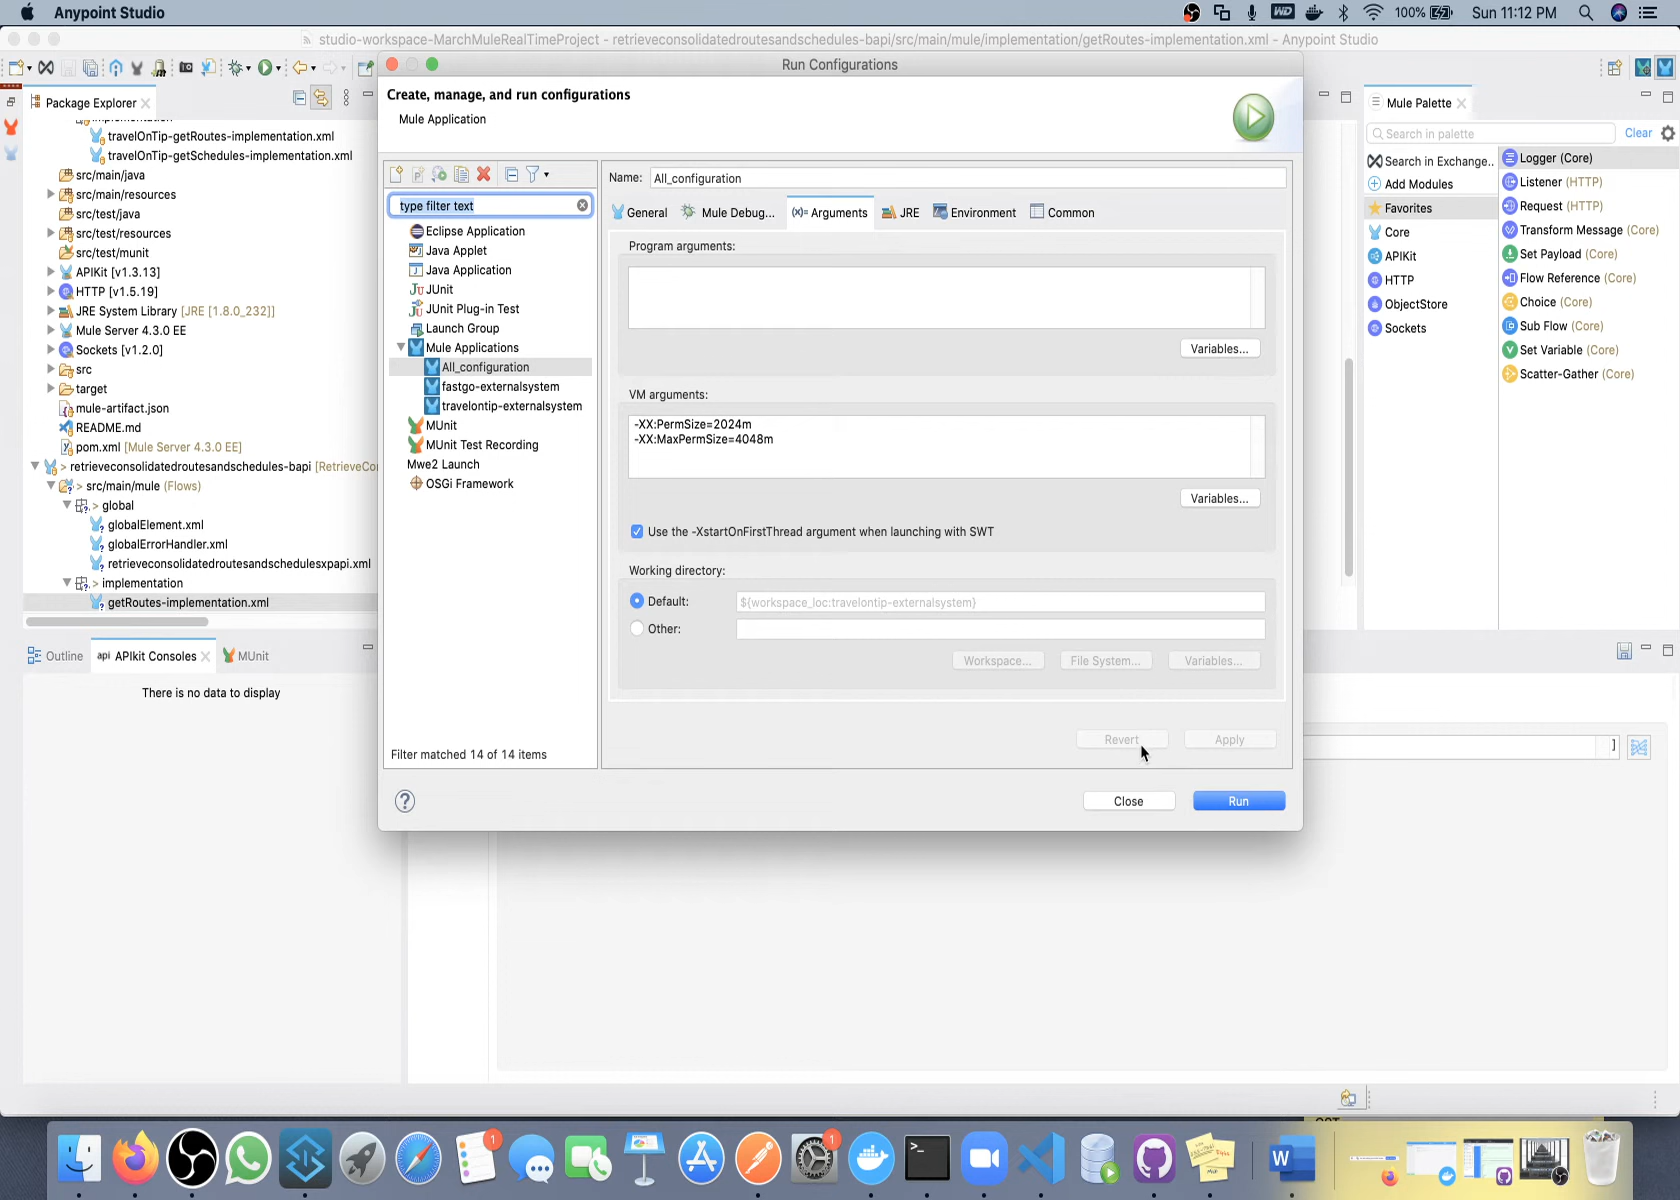 Anypoint Studio
100%
Sun 11:12 PM
studio-workspace-MarchMuleRealTimeProject - retrieveconsolidatedroutesandschedules-bapi/src/main/mule/implementation/getRoutes-implementation.xml - Anypoint Studio
Run Configurations
Package Explorer
travelOnTip-getRoutes-implementation.xml
travelOnTip-getSchedules-implementation.xml
src/main/java
src/main/resources
src/test/java
src/test/resources
src/test/munit
APIKit [v1.3.13]
HTTP [v1.5.19]
JRE System Library [JRE [1.8.0_232]]
Mule Server 4.3.0 EE
Sockets [v1.2.0]
src
target
mule-artifact.json
README.md
pom.xml [Mule Server 4.3.0 EE]
> retrieveconsolidatedroutesandschedules-bapi [RetrieveCo
> src/main/mule (Flows)
> global
globalElement.xml
globalErrorHandler.xml
retrieveconsolidatedroutesandschedulesxpapi.xml
> implementation
getRoutes-implementation.xml
Outline
api APIkit Consoles
MUnit
There is no data to display
Create, manage, and run configurations
Mule Application
type filter text
Eclipse Application
Java Applet
Java Application
JUnit
JUnit Plug-in Test
Launch Group
Mule Applications
All_configuration
fastgo-externalsystem
travelontip-externalsystem
MUnit
MUnit Test Recording
Mwe2 Launch
OSGi Framework
Filter matched 14 of 14 items
Name: All_configuration
General
Mule Debug...
(x)= Arguments
JRE
Environment
Common
Program arguments:
Variables...
VM arguments:
-XX:PermSize=2024m
-XX:MaxPermSize=4048m
Variables...
Use the -XstartOnFirstThread argument when launching with SWT
Working directory:
Default:
${workspace_loc:travelontip-externalsystem}
Other:
Workspace...
File System...
Variables...
Revert
Apply
?
Close
Run
Mule Palette
Search in palette
Clear
Search in Exchange..
Add Modules
Favorites
Core
APIKit
HTTP
ObjectStore
Sockets
Logger (Core)
Listener (HTTP)
Request (HTTP)
Transform Message (Core)
Set Payload (Core)
Flow Reference (Core)
Choice (Core)
Sub Flow (Core)
Set Variable (Core)
Scatter-Gather (Core)
]
1
1
W